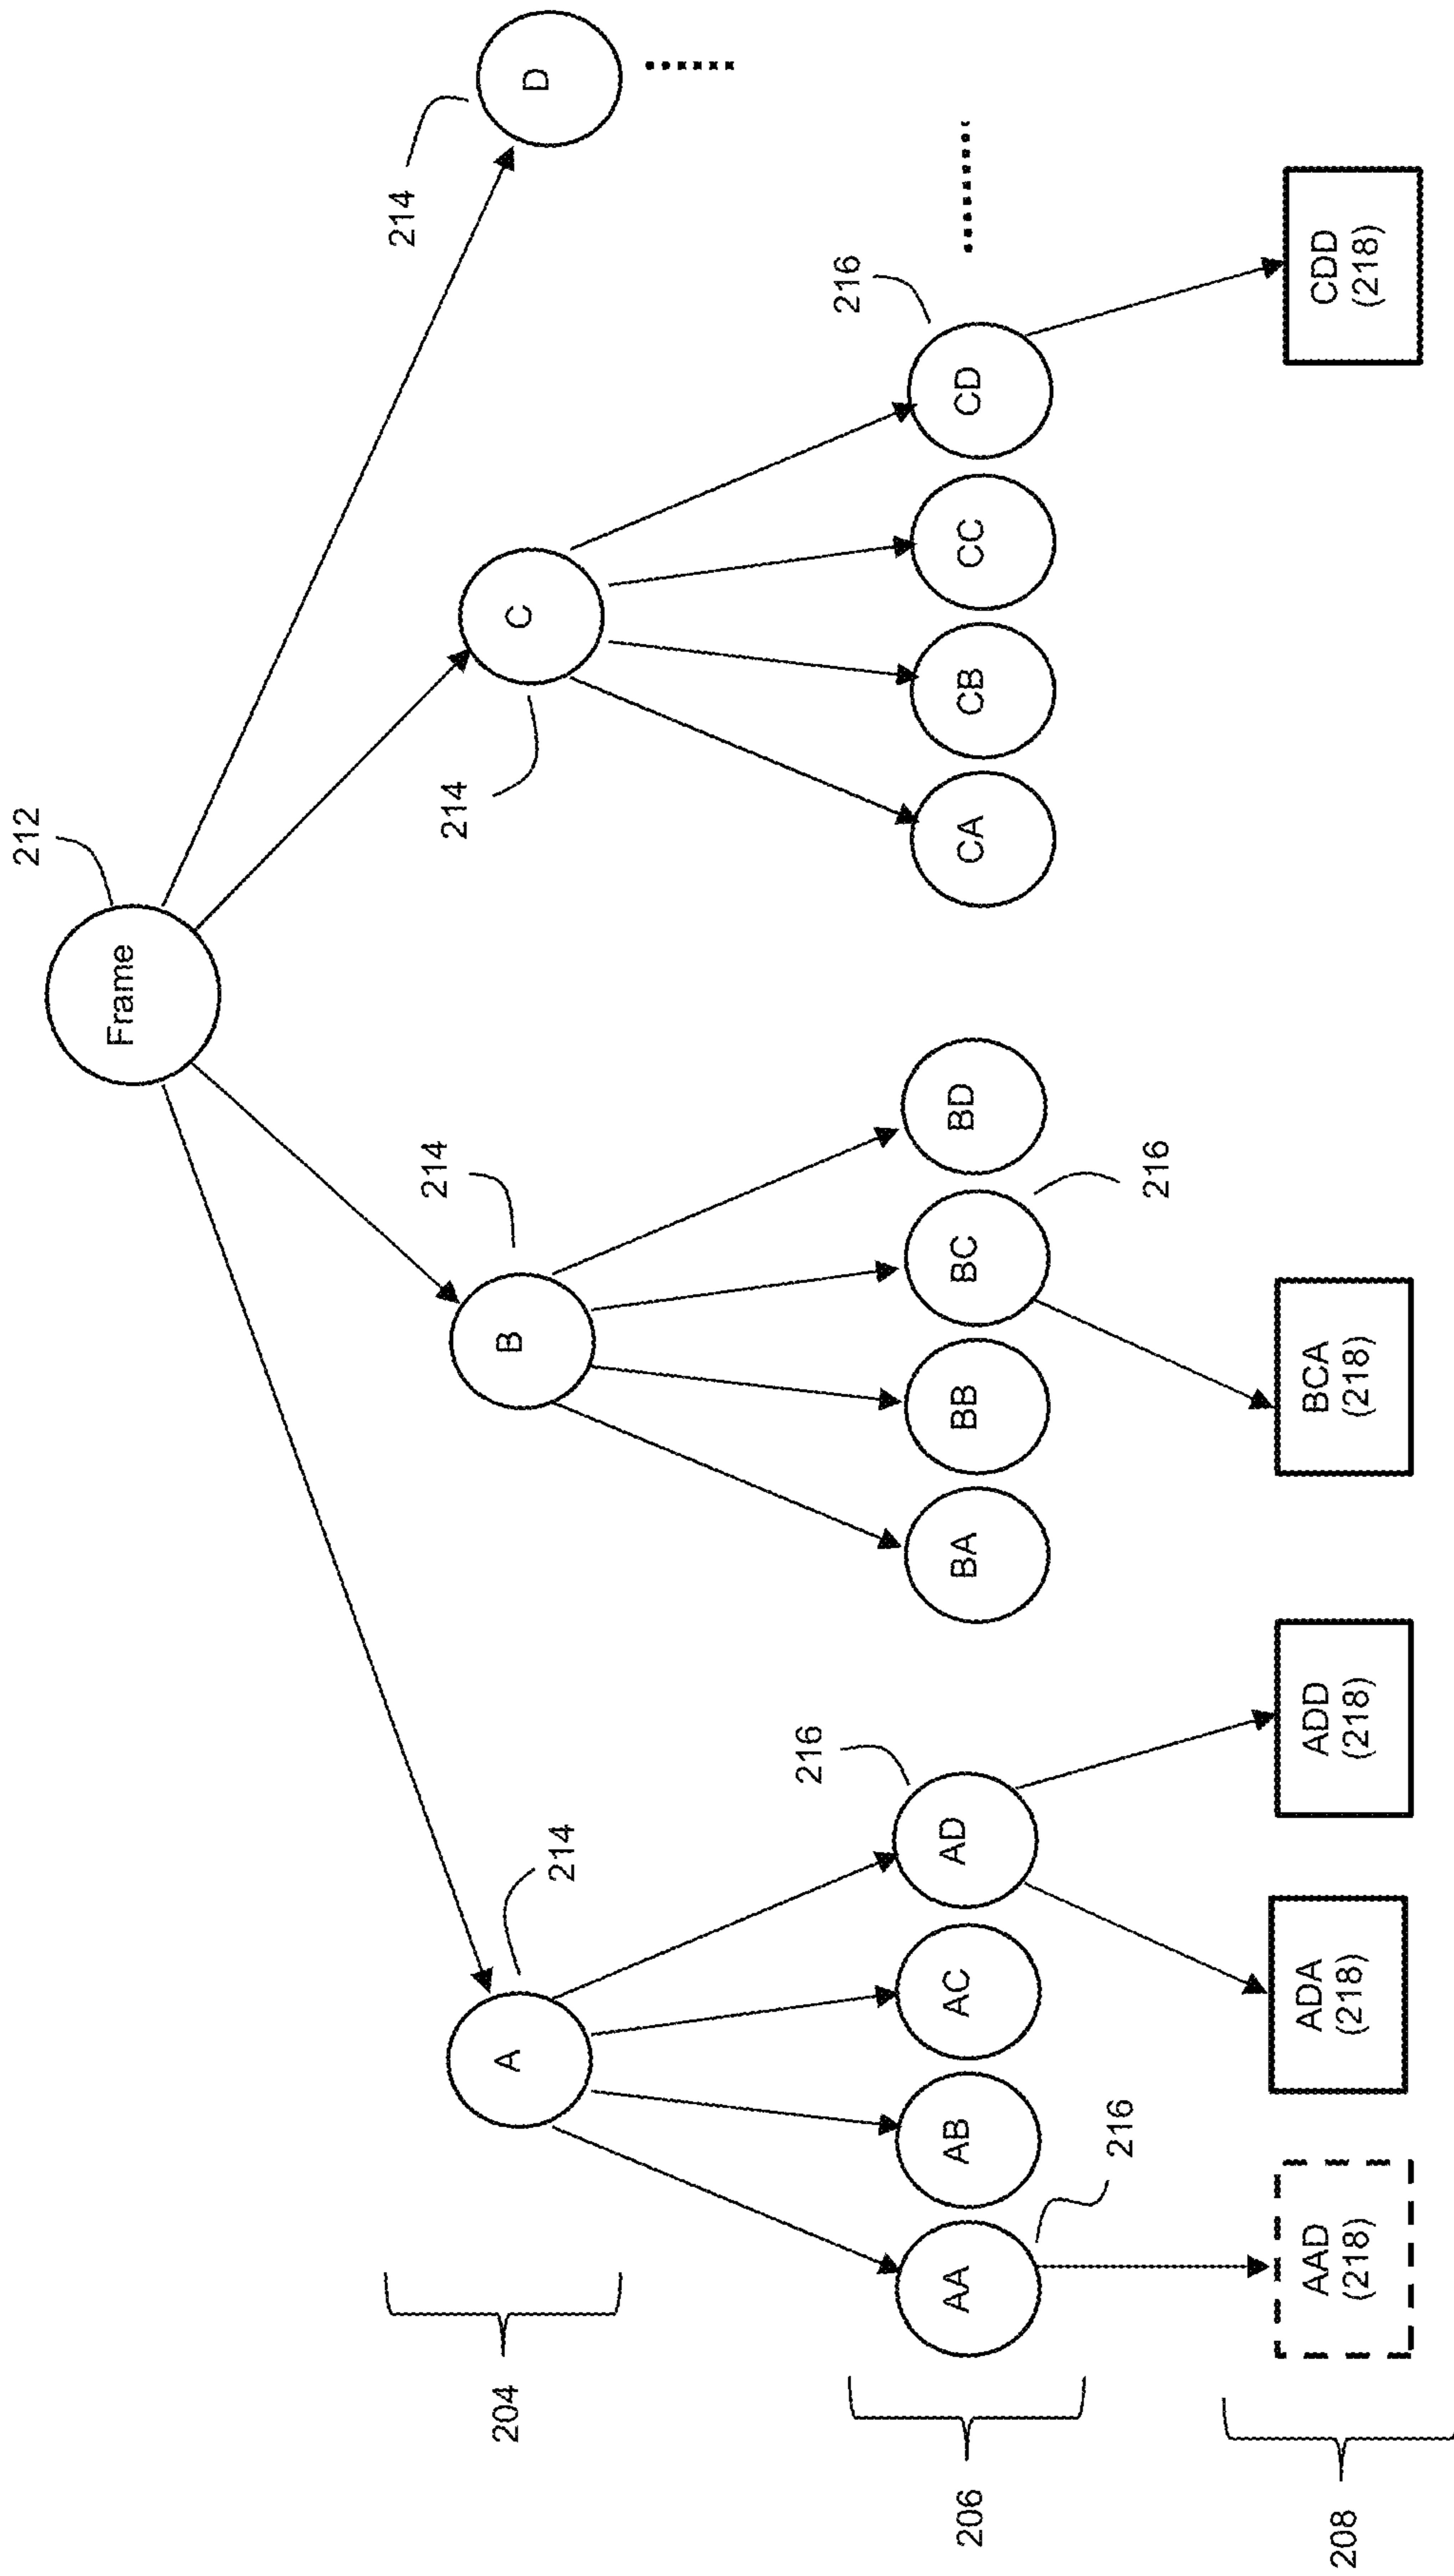 212
Frame
214
214
214
214
A
B
C
D
204
216
216
216
216
AA
AB
AC
AD
BA
BB
BC
BD
CA
CB
CC
CD
206
AAD
(218)
ADA
(218)
ADD
(218)
BCA
(218)
CDD
(218)
208